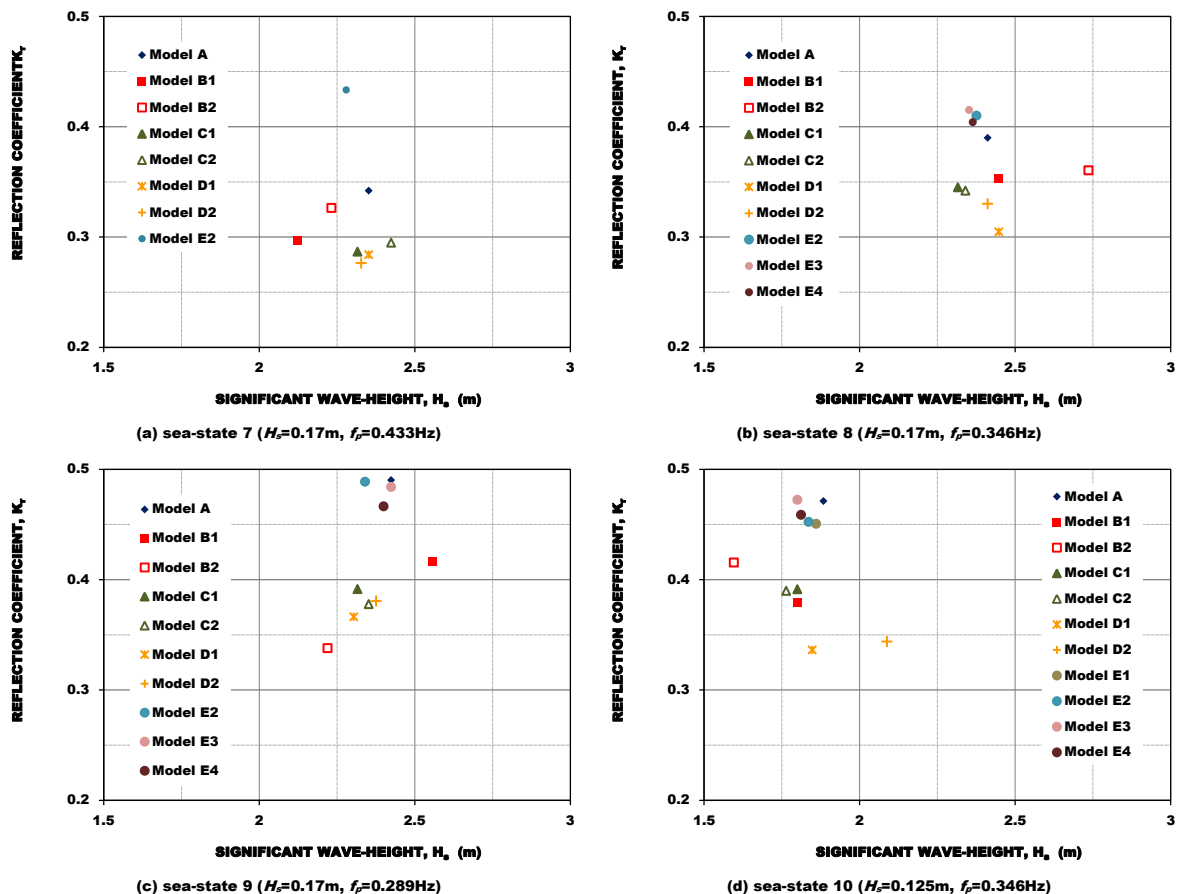 0.5
0.4
0.3
0.2
REFLECTION COEFFICIENTKr
Model A
Model B1
Model B2
Model C1
Model C2
Model D1
Model D2
Model E2
1.5 2 2.5 3
SIGNIFICANT WAVE-HEIGHT, Hs (m)
(a) sea-state 7 (Hs=0.17m, fp=0.433Hz)
0.5
0.4
0.3
0.2
REFLECTION COEFFICIENT, Kr
Model A
Model B1
Model B2
Model C1
Model C2
Model D1
Model D2
Model E2
Model E3
Model E4
1.5 2 2.5 3
SIGNIFICANT WAVE-HEIGHT, Hs (m)
(b) sea-state 8 (Hs=0.17m, fp=0.346Hz)
0.5
0.4
0.3
0.2
REFLECTION COEFFICIENT, Kr
Model A
Model B1
Model B2
Model C1
Model C2
Model D1
Model D2
Model E2
Model E3
Model E4
1.5 2 2.5 3
SIGNIFICANT WAVE-HEIGHT, Hs (m)
(c) sea-state 9 (Hs=0.17m, fp=0.289Hz)
0.5
0.4
0.3
0.2
REFLECTION COEFFICIENT, Kr
Model A
Model B1
Model B2
Model C1
Model C2
Model D1
Model D2
Model E1
Model E2
Model E3
Model E4
1.5 2 2.5 3
SIGNIFICANT WAVE-HEIGHT, Hs (m)
(d) sea-state 10 (Hs=0.125m, fp=0.346Hz)